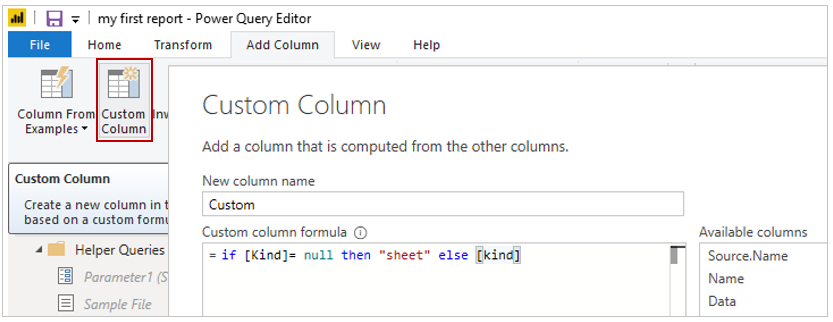 my first report - Power Query Editor
File Home Transform Add Column View Help
Column From
Examples
Custom
Column
Custom Column
Create a new column in t
based on a custom formu
Helper Queries
Parameter1 (S
Sample File
Custom Column
Add a column that is computed from the other columns.
New column name
Custom
Custom column formula
= if [Kind]= null then "sheet" else [kind]
Available columns
Source.Name
Name
Data